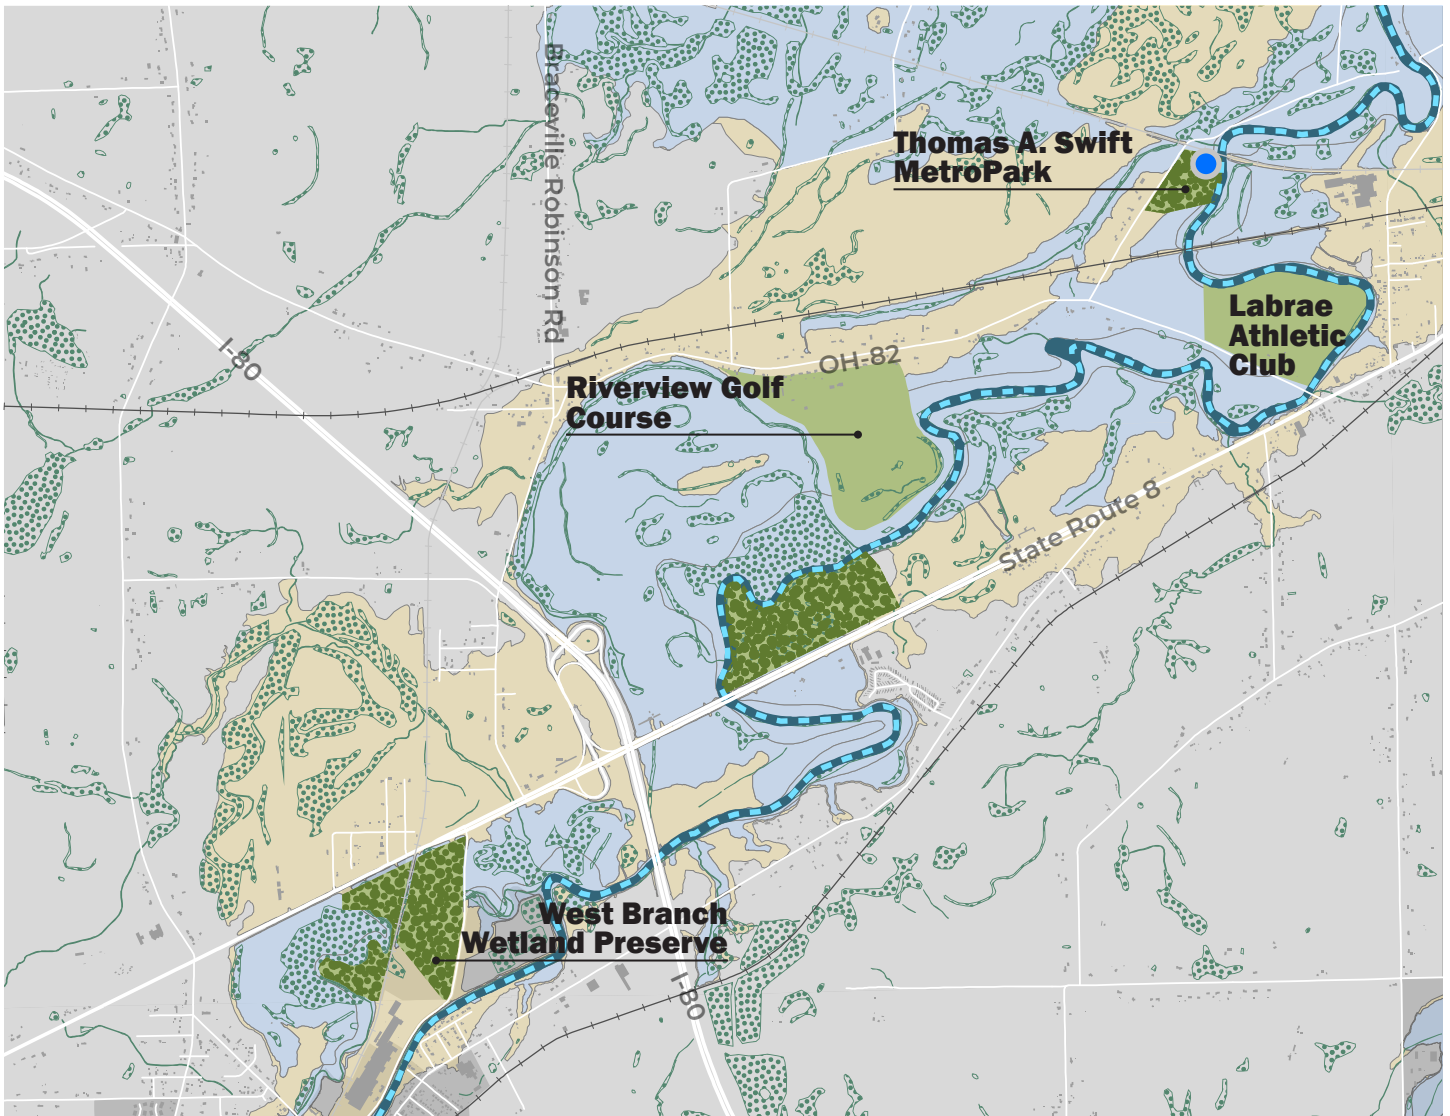 Braceville Robinson Rd
Thomas A. Swift
MetroPark
Labrae
Athletic
Club
I-80
OH-82
Riverview Golf
Course
State Route 8
West Branch
Wetland Preserve
I-80